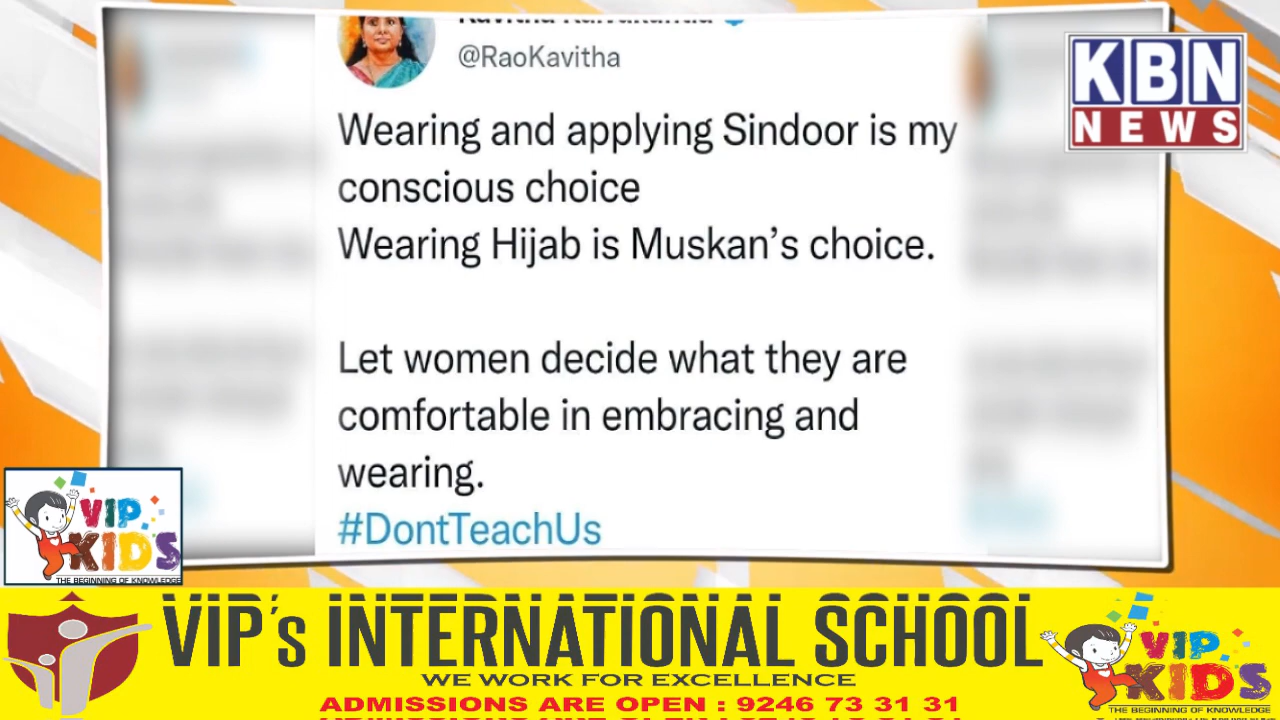 @RaoKavitha
Wearing and applying Sindoor is my
conscious choice
Wearing Hijab is Muskan’s choice.
Let women decide what they are
comfortable in embracing and
wearing.
#DontTeachUs
KBN
NEWS
VIP
KIDS
THE BEGINNING OF KNOWLEDGE
VIP's INTERNATIONAL SCHOOL
WE WORK FOR EXCELLENCE
ADMISSIONS ARE OPEN : 9246 73 31 31
VIP
KIDS
THE BEGINNING OF KNOWLEDGE